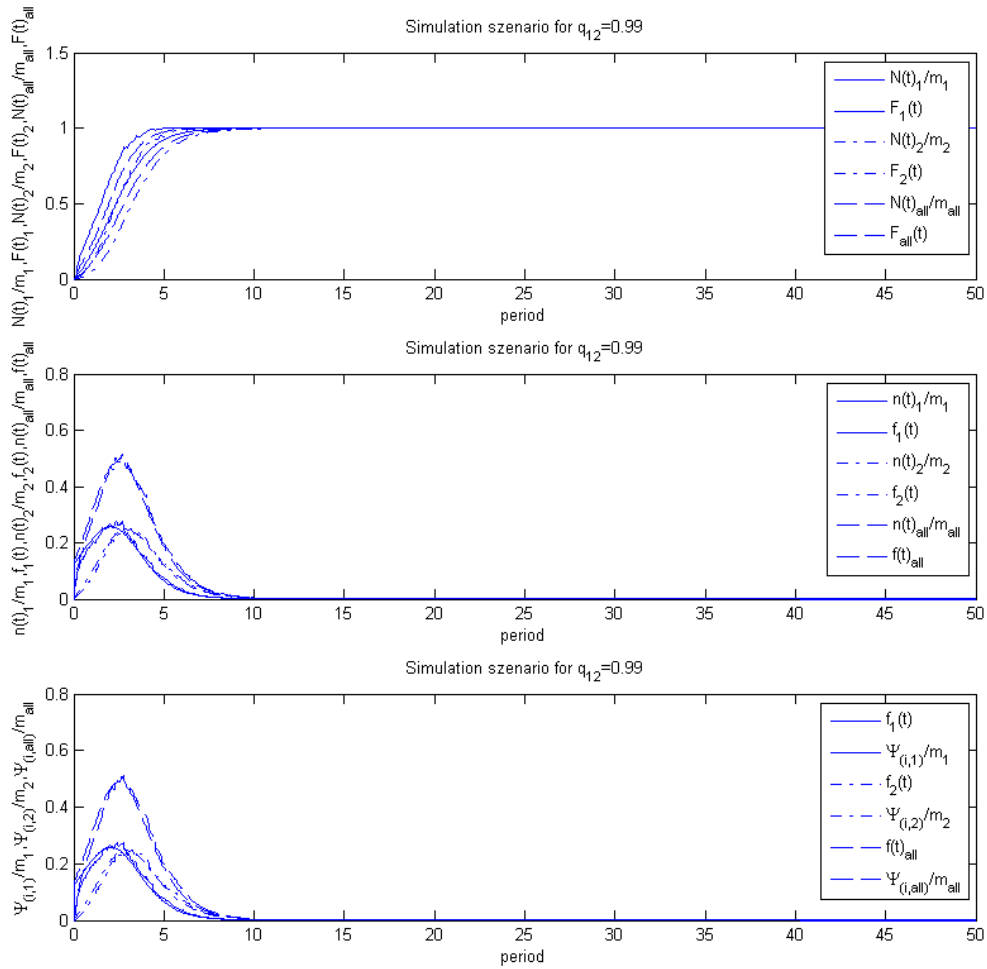 Simulation szenario for q12=0.99
N(t)1/m1,F(t)1,N(t)2/m2,F(t)2,N(t)all/mall,F(t)all
1.5
1
0.5
0
0 5 10 15 20 25 30 35 40 45 50
period
N(t)1/m1
F1(t)
N(t)2/m2
F2(t)
N(t)all/mall
Fall(t)
Simulation szenario for q12=0.99
n(t)1/m1,f1(t),n(t)2/m2,f2(t),n(t)all/mall,f(t)all
0.8
0.6
0.4
0.2
0
0 5 10 15 20 25 30 35 40 45 50
period
n(t)1/m1
f1(t)
n(t)2/m2
f2(t)
n(t)all/mall
f(t)all
Simulation szenario for q12=0.99
Ψ(i,1)/m1,Ψ(i,2)/m2,Ψ(i,all)/mall
0.8
0.6
0.4
0.2
0
0 5 10 15 20 25 30 35 40 45 50
period
f1(t)
Ψ(i,1)/m1
f2(t)
Ψ(i,2)/m2
f(t)all
Ψ(i,all)/mall